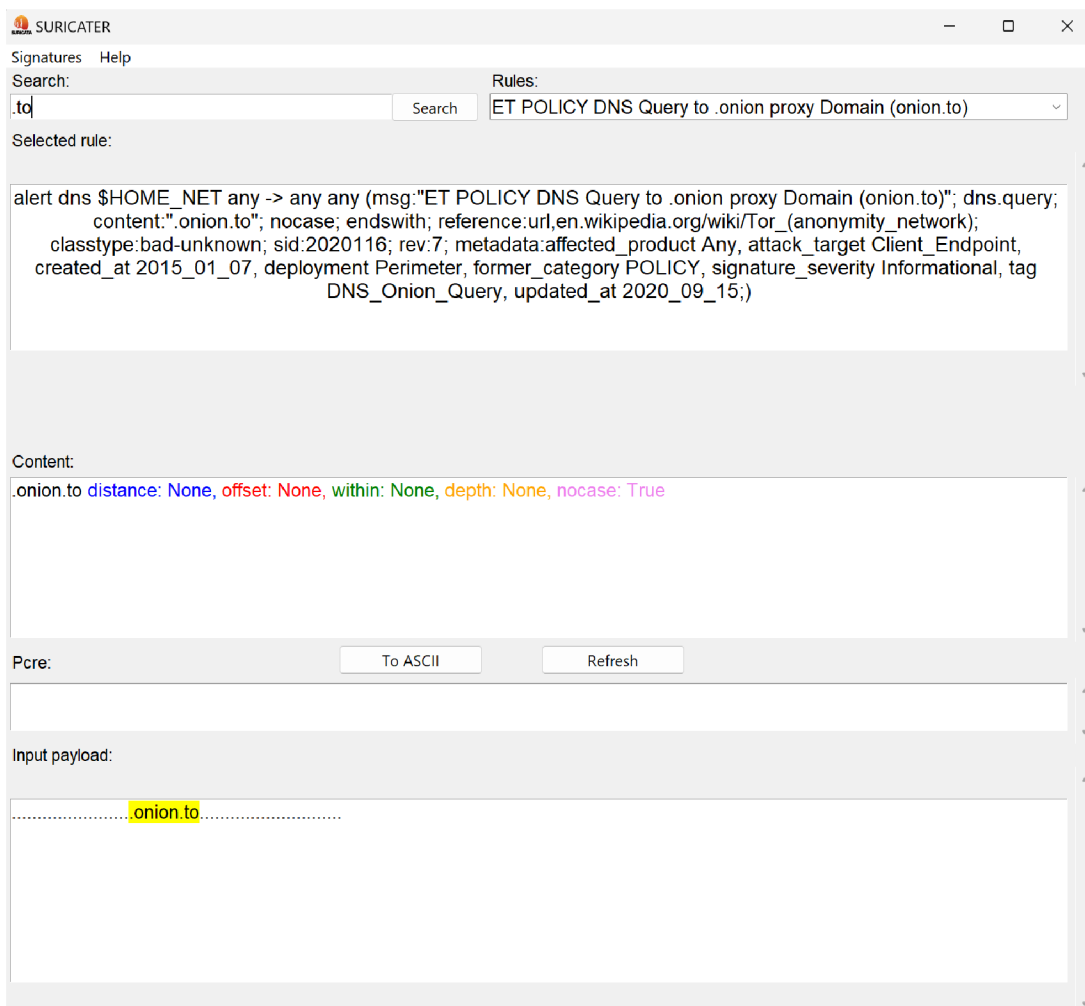 SURICATER
Signatures Help
Search: Rules:
.to Search ET POLICY DNS Query to .onion proxy Domain (onion.to)
Selected rule:
alert dns $HOME_NET any -> any any (msg:"ET POLICY DNS Query to .onion proxy Domain (onion.to)"; dns.query;
content:".onion.to"; nocase; endswith; reference:url,en.wikipedia.org/wiki/Tor_(anonymity_network);
classtype:bad-unknown; sid:2020116; rev:7; metadata:affected_product Any, attack_target Client_Endpoint,
created_at 2015_01_07, deployment Perimeter, former_category POLICY, signature_severity Informational, tag
DNS_Onion_Query, updated_at 2020_09_15;)
Content:
.onion.to distance: None, offset: None, within: None, depth: None, nocase: True
Pcre: To ASCII Refresh
Input payload:
.......................onion.to............................